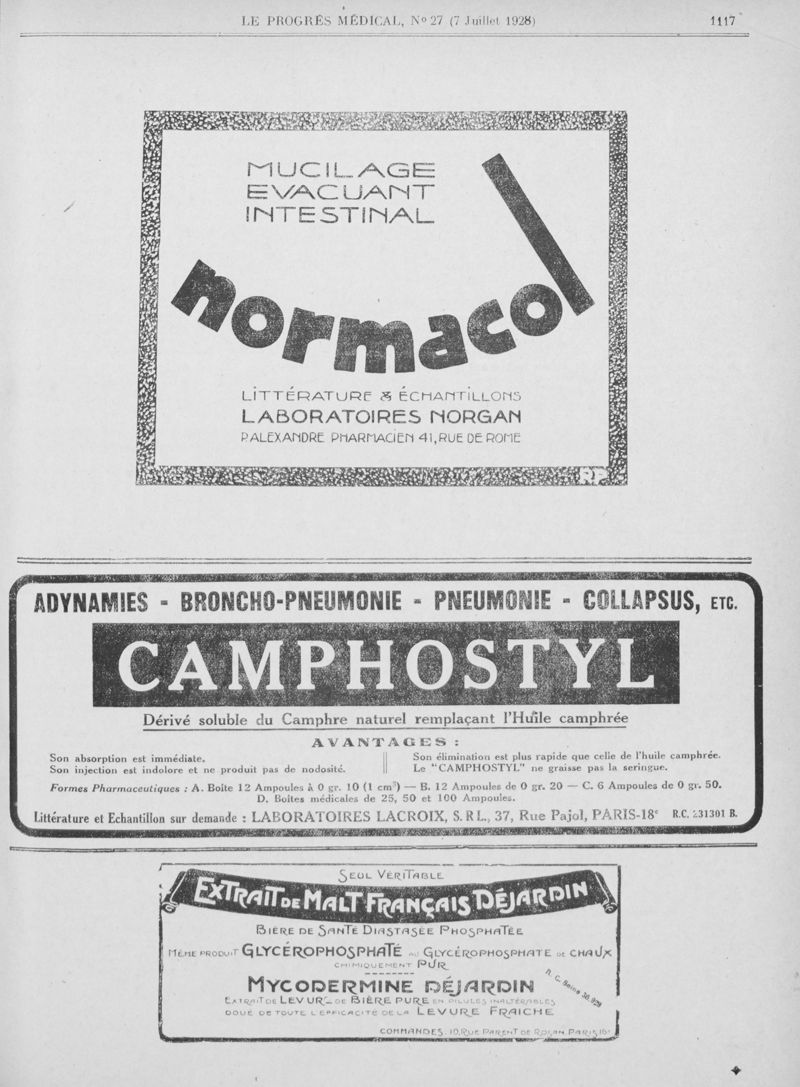 LE PROGRÈS MÉDICAL, No 27 (7 Juillet 1928) 1117
MUCILAGE
EVACUANT
INTESTINAL
normacol
LITTÉRATURE & ÉCHANTILLONS
LABORATOIRES NORGAN
P. ALEXANDRE PHARMACIEN 41, RUE DE ROME
RP
ADYNAMIES - BRONCHO-PNEUMONIE - PNEUMONIE - COLLAPSUS, ETC.
CAMPHOSTYL
Dérivé soluble du Camphre naturel remplaçant l'Huile camphrée
AVANTAGES :
Son absorption est immédiate.
Son injection est indolore et ne produit pas de nodosité.
Son élimination est plus rapide que celle de l'huile camphrée.
Le "CAMPHOSTYL" ne graisse pas la seringue.
Formes Pharmaceutiques : A. Boîte 12 Ampoules à 0 gr. 10 (1 cm³) — B. 12 Ampoules de 0 gr. 20 — C. 6 Ampoules de 0 gr. 50.
D. Boîtes médicales de 25, 50 et 100 Ampoules.
Littérature et Echantillon sur demande : LABORATOIRES LACROIX, S.R.L., 37, Rue Pajol, PARIS-18e R.C. 231301 B.
SEUL VÉRITABLE
EXTRAIT DE MALT FRANÇAIS DÉJARDIN
BIÈRE DE SANTÉ DIASTASÉE PHOSPHATÉE
MÊME PRODUIT GLYCÉROPHOSPHATÉ AU GLYCÉROPHOSPHATE DE CHAUX
CHIMIQUEMENT PUR
MYCODERMINE DÉJARDIN
R. C. Seine 38.928
EXTRAIT DE LEVURE DE BIÈRE PURE EN PILULES INALTÉRABLES
DOUÉ DE TOUTE L'EFFICACITÉ DE LA LEVURE FRAICHE
COMMANDES. 10, RUE PARENT DE ROSAN, PARIS 16e